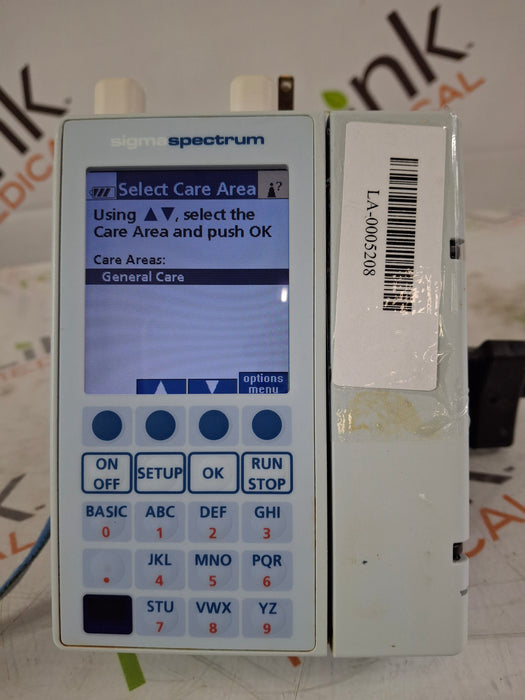 sigmaspectrum
Select Care Area
?
Using ▲▼, select the
Care Area and push OK
Care Areas:
General Care
▲ ▼ options
menu
ON
OFF
SETUP
OK
RUN
STOP
BASIC ABC DEF GHI
0 1 2 3
JKL MNO PQR
. 4 5 6
STU VWX YZ
7 8 9
LA-0005208
ink
MEDICAL